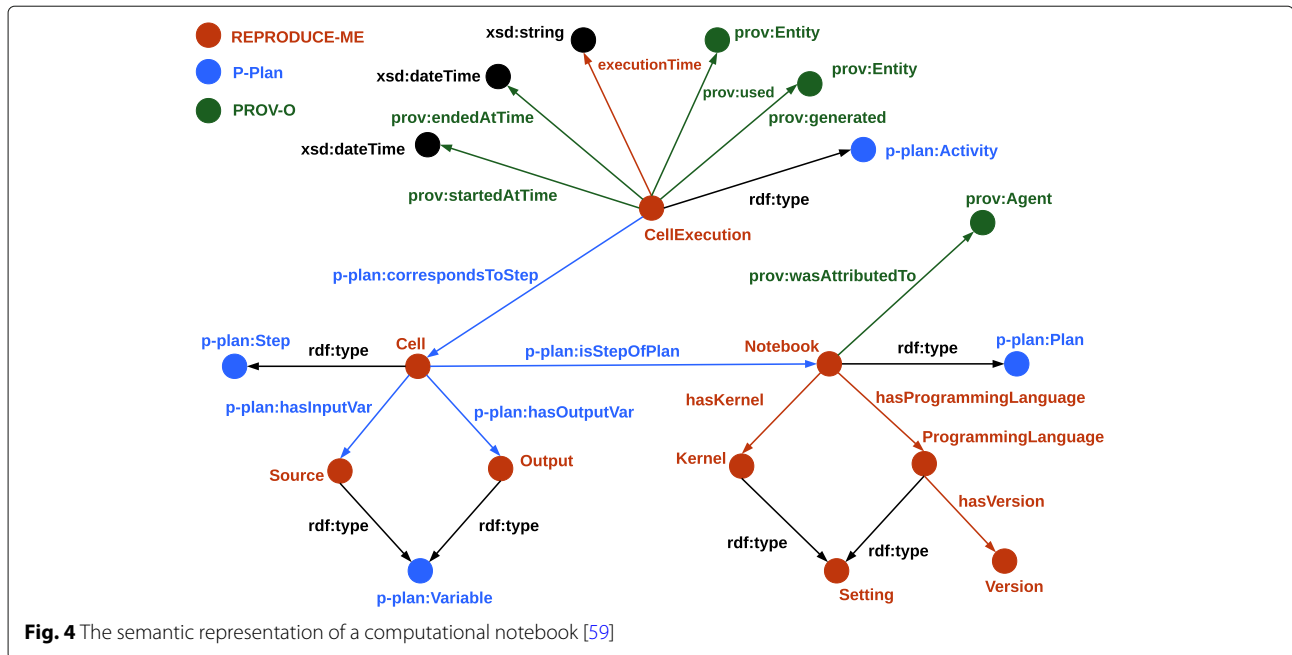 REPRODUCE-ME
P-Plan
PROV-O
xsd:string
prov:Entity
executionTime
xsd:dateTime
prov:Entity
prov:used
prov:endedAtTime
prov:generated
xsd:dateTime
p-plan:Activity
prov:startedAtTime
rdf:type
prov:Agent
CellExecution
p-plan:correspondsToStep
prov:wasAttributedTo
p-plan:Step
rdf:type
Cell
p-plan:isStepOfPlan
Notebook
rdf:type
p-plan:Plan
p-plan:hasInputVar
p-plan:hasOutputVar
hasKernel
hasProgrammingLanguage
ProgrammingLanguage
Source
Output
Kernel
hasVersion
rdf:type
rdf:type
rdf:type
rdf:type
p-plan:Variable
Setting
Version
Fig. 4 The semantic representation of a computational notebook [59]